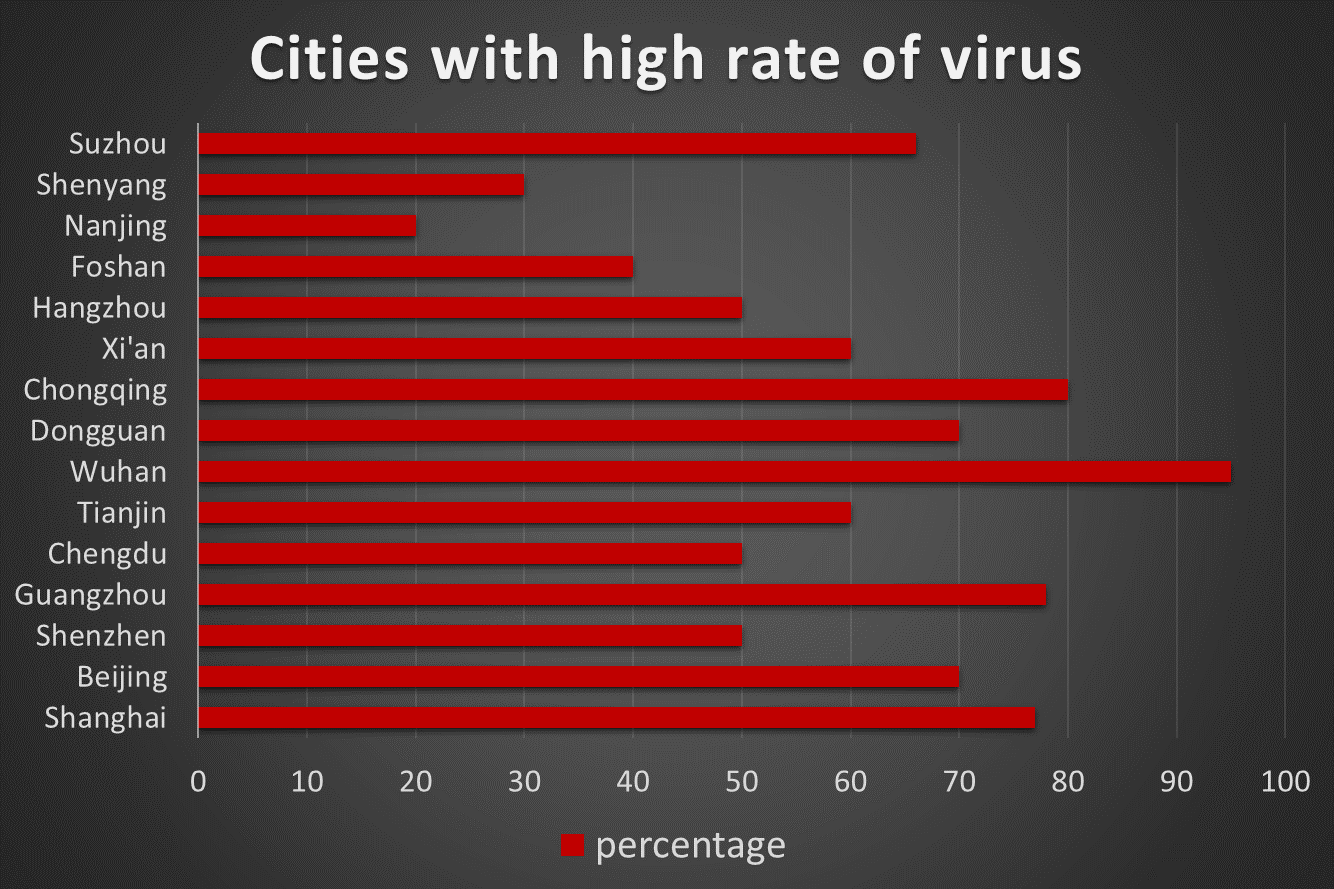 Cities with high rate of virus
Suzhou
Shenyang
Nanjing
Foshan
Hangzhou
Xi'an
Chongqing
Dongguan
Wuhan
Tianjin
Chengdu
Guangzhou
Shenzhen
Beijing
Shanghai
0 10 20 30 40 50 60 70 80 90 100
percentage